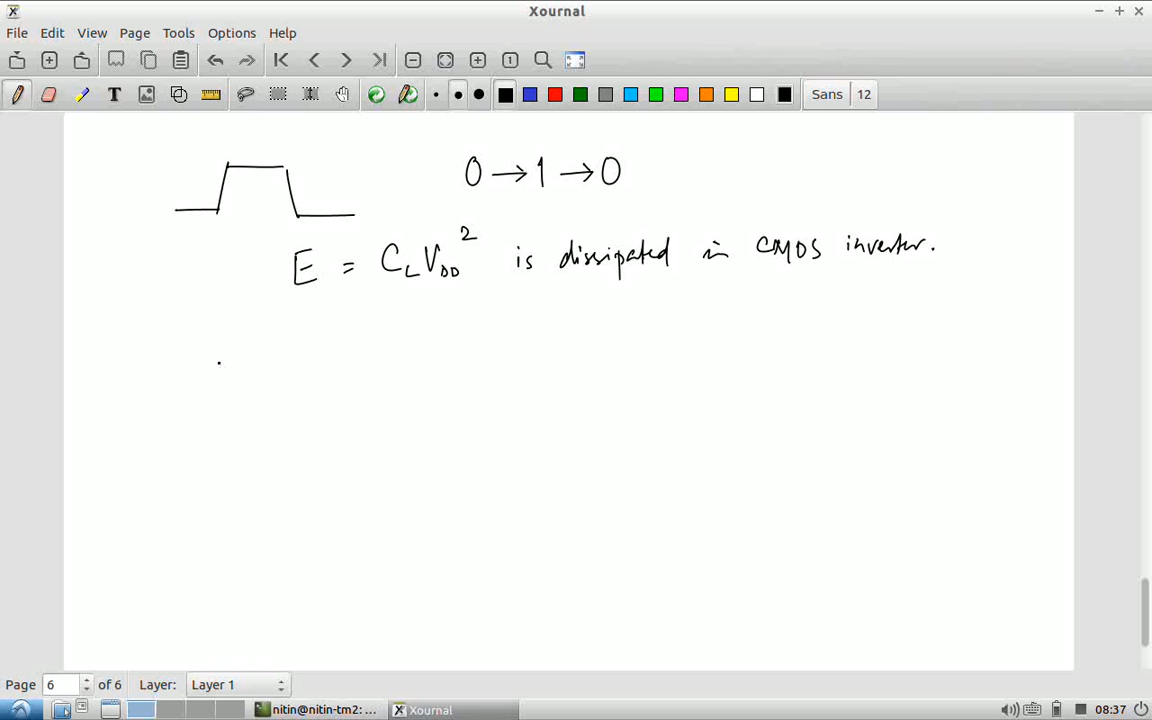 Xournal
File Edit View Page Tools Options Help
Sans 12
0 → 1 → 0
E = C_L V_DD^2 is dissipated in CMOS inverter.
Page 6 of 6 Layer: Layer 1
nitin@nitin-tm2: ... Xournal 08:37